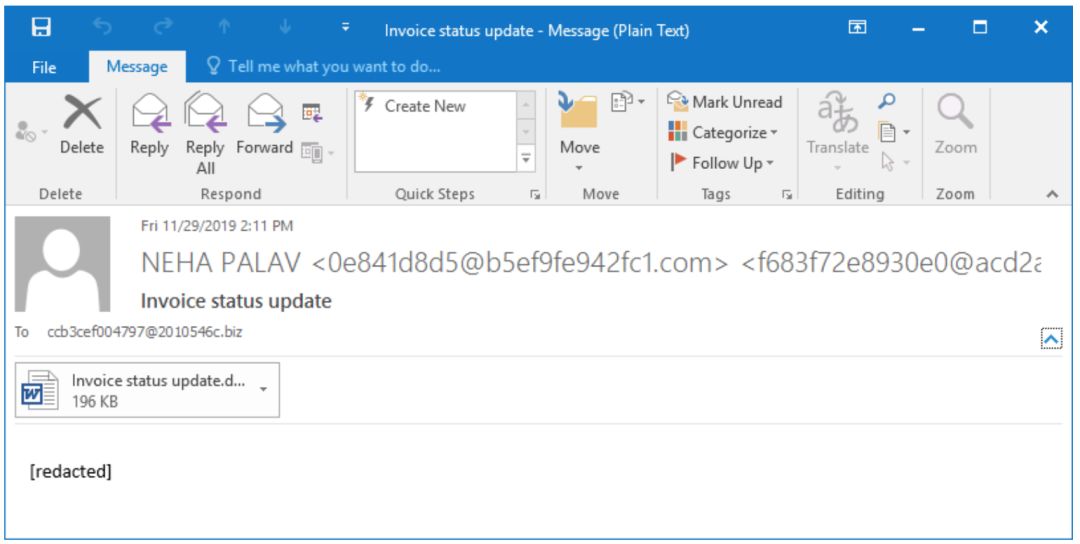 Invoice status update - Message (Plain Text)
File Message Tell me what you want to do...
Delete
Reply
Reply All
Forward
Create New
Move
Mark Unread
Categorize
Follow Up
Translate
Zoom
Delete Respond Quick Steps Move Tags Editing Zoom
Fri 11/29/2019 2:11 PM
NEHA PALAV <0e841d8d5@b5ef9fe942fc1.com> <f683f72e8930e0@acd2a
Invoice status update
To ccb3cef004797@2010546c.biz
Invoice status update.d...
196 KB
[redacted]